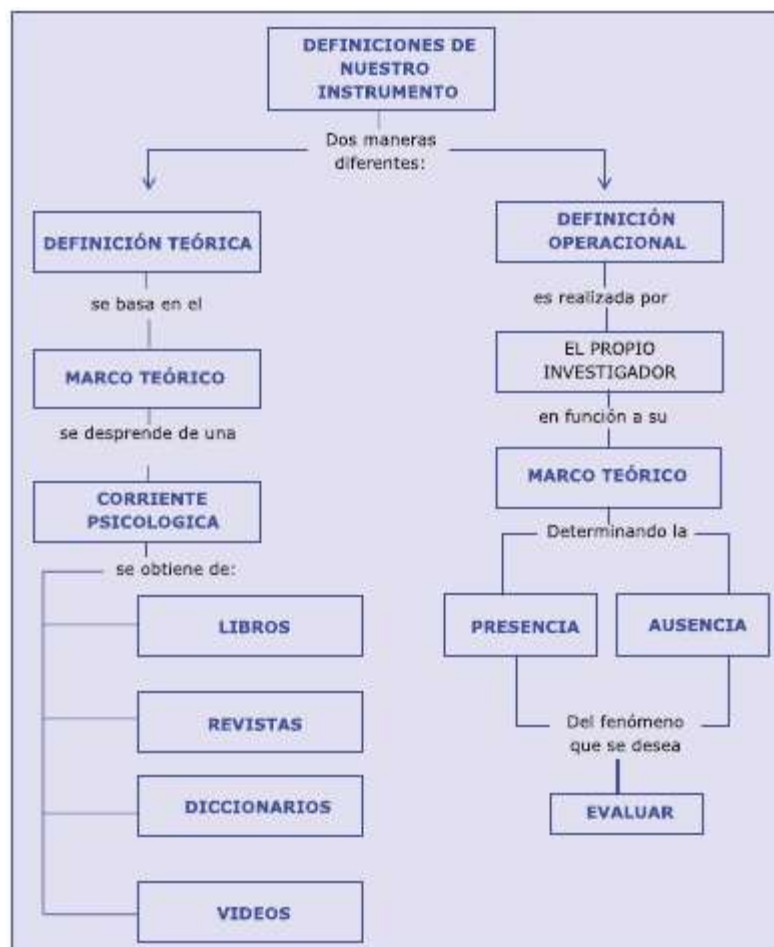 DEFINICIONES DE
NUESTRO
INSTRUMENTO
Dos maneras
diferentes:
DEFINICIÓN TEÓRICA
se basa en el
MARCO TEÓRICO
se desprende de una
CORRIENTE
PSICOLOGICA
se obtiene de:
LIBROS
REVISTAS
DICCIONARIOS
VIDEOS
DEFINICIÓN
OPERACIONAL
es realizada por
EL PROPIO
INVESTIGADOR
en función a su
MARCO TEÓRICO
Determinando la
PRESENCIA
AUSENCIA
Del fenómeno
que se desea
EVALUAR